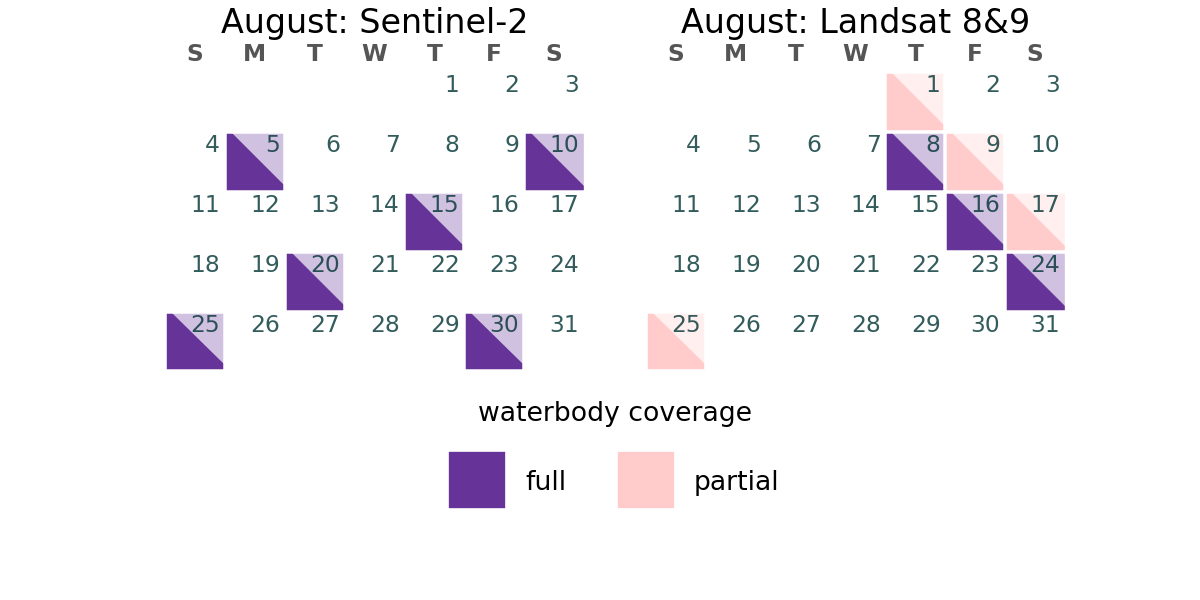 August: Sentinel-2
S M T W T F S
1 2 3
4 5 6 7 8 9 10
11 12 13 14 15 16 17
18 19 20 21 22 23 24
25 26 27 28 29 30 31
August: Landsat 8&9
S M T W T F S
1 2 3
4 5 6 7 8 9 10
11 12 13 14 15 16 17
18 19 20 21 22 23 24
25 26 27 28 29 30 31
waterbody coverage
full partial